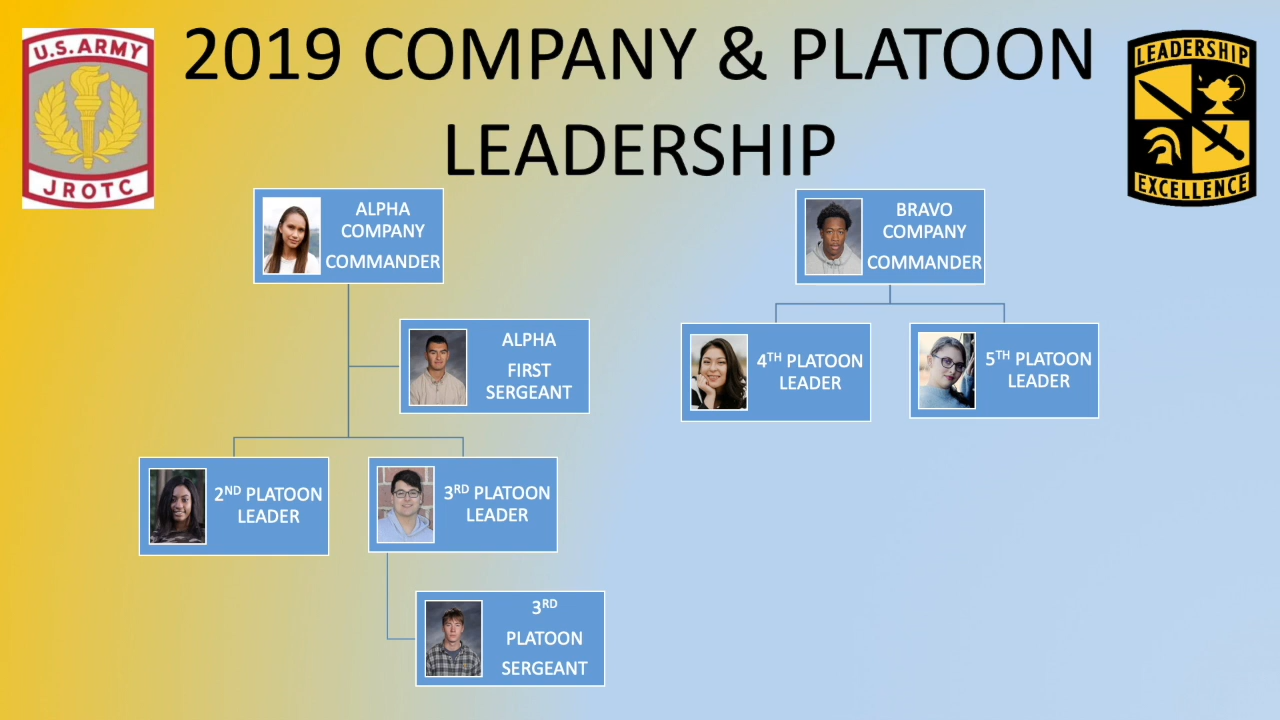 U.S. ARMY
JROTC
2019 COMPANY & PLATOON
LEADERSHIP
LEADERSHIP
EXCELLENCE
ALPHA
COMPANY
COMMANDER
ALPHA
FIRST
SERGEANT
2ND PLATOON
LEADER
3RD PLATOON
LEADER
3RD
PLATOON
SERGEANT
BRAVO
COMPANY
COMMANDER
4TH PLATOON
LEADER
5TH PLATOON
LEADER